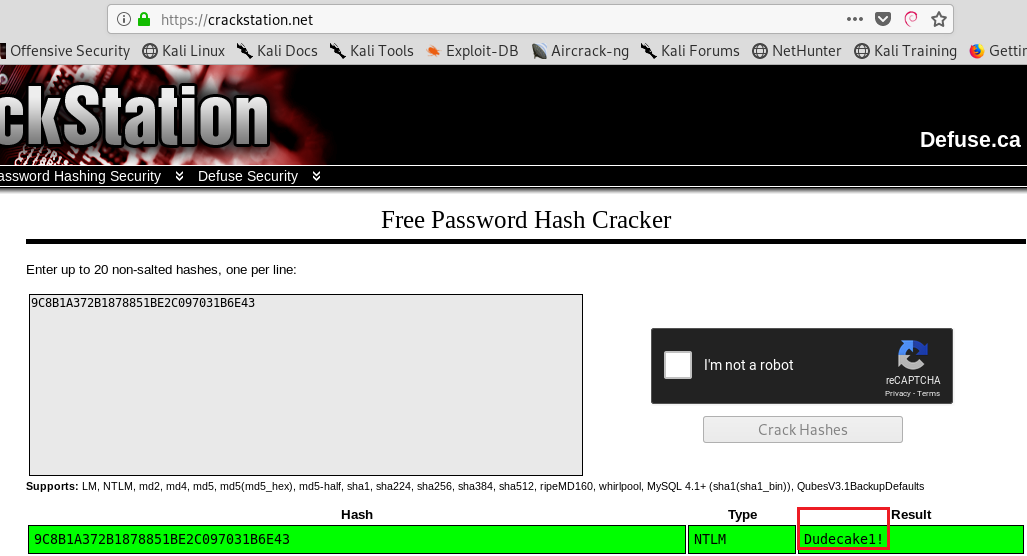 https://crackstation.net
Offensive Security Kali Linux Kali Docs Kali Tools Exploit-DB Aircrack-ng Kali Forums NetHunter Kali Training Gettin
ckStation
Defuse.ca
assword Hashing Security Defuse Security
Free Password Hash Cracker
Enter up to 20 non-salted hashes, one per line:
9C8B1A372B1878851BE2C097031B6E43
I'm not a robot
reCAPTCHA
Privacy - Terms
Crack Hashes
Supports: LM, NTLM, md2, md4, md5, md5(md5_hex), md5-half, sha1, sha224, sha256, sha384, sha512, ripeMD160, whirlpool, MySQL 4.1+ (sha1(sha1_bin)), QubesV3.1BackupDefaults
Hash Type Result
9C8B1A372B1878851BE2C097031B6E43 NTLM Dudecake1!